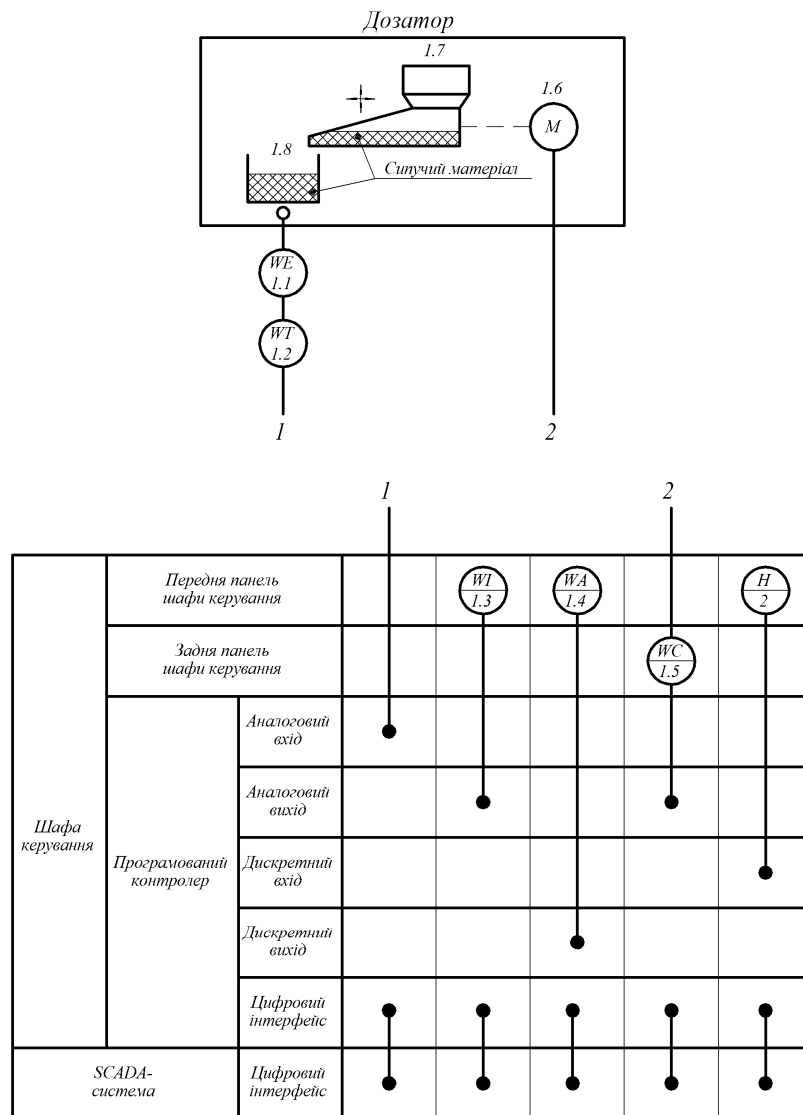 Дозатор
1.7
1.6
M
1.8
Сипучий матеріал
WE
1.1
WT
1.2
1
2
1
2
Передня панель
шафи керування
WI
1.3
WA
1.4
H
2
Задня панель
шафи керування
WC
1.5
Аналоговий
вхід
Аналоговий
вихід
Шафа
керування
Програмований
контролер
Дискретний
вхід
Дискретний
вихід
Цифровий
інтерфейс
SCADA-
система
Цифровий
інтерфейс